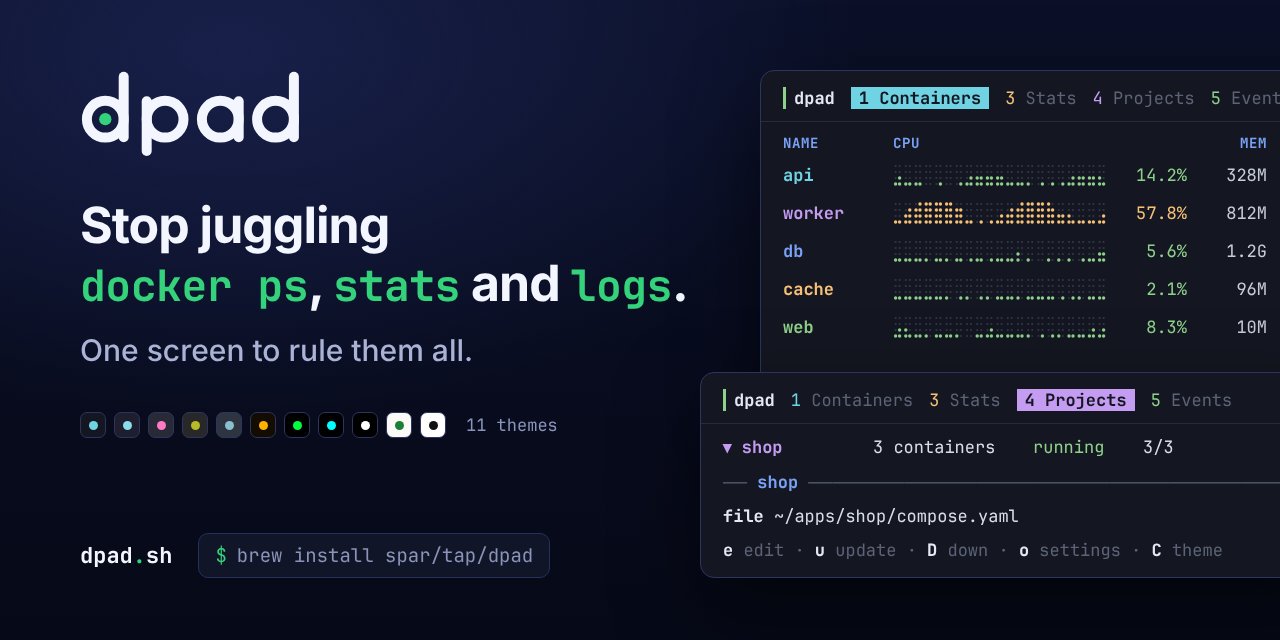 dpad
Stop juggling
docker ps, stats and logs.
One screen to rule them all.
11 themes
dpad.sh
$ brew install spar/tap/dpad
dpad 1 Containers 3 Stats 4 Projects 5 Event
NAME CPU MEM
api 14.2% 328M
worker 57.8% 812M
db 5.6% 1.2G
cache 2.1% 96M
web 8.3% 10M
dpad 1 Containers 3 Stats 4 Projects 5 Events
▼ shop 3 containers running 3/3
── shop ──
file ~/apps/shop/compose.yaml
e edit · u update · D down · o settings · C theme